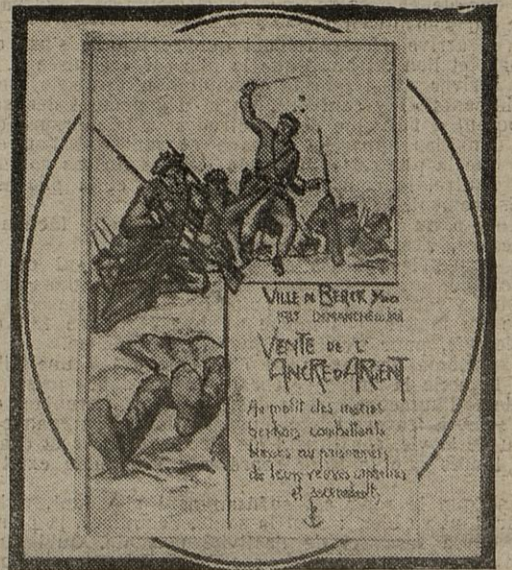 VILLE DE BERCK
1917 DIMANCHE
VENTE DE L'
ANCRE D'ARGENT
Au profit des marins
berckois combattants
blessés ou prisonniers
de leurs veuves orphelins
et ascendants